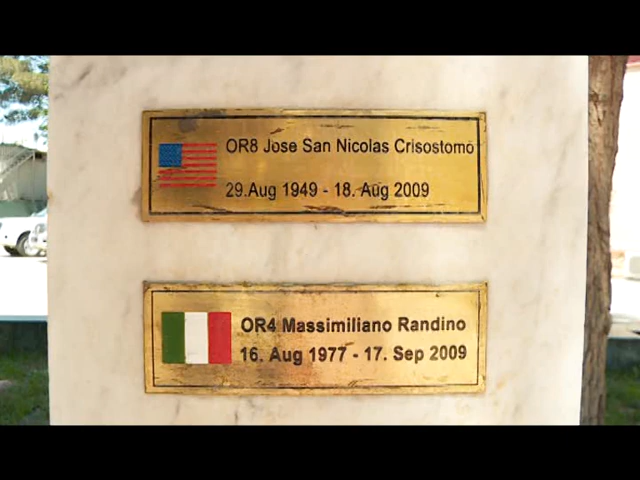 OR8 Jose San Nicolas Crisostomo
29.Aug 1949 - 18. Aug 2009
OR4 Massimiliano Randino
16. Aug 1977 - 17. Sep 2009